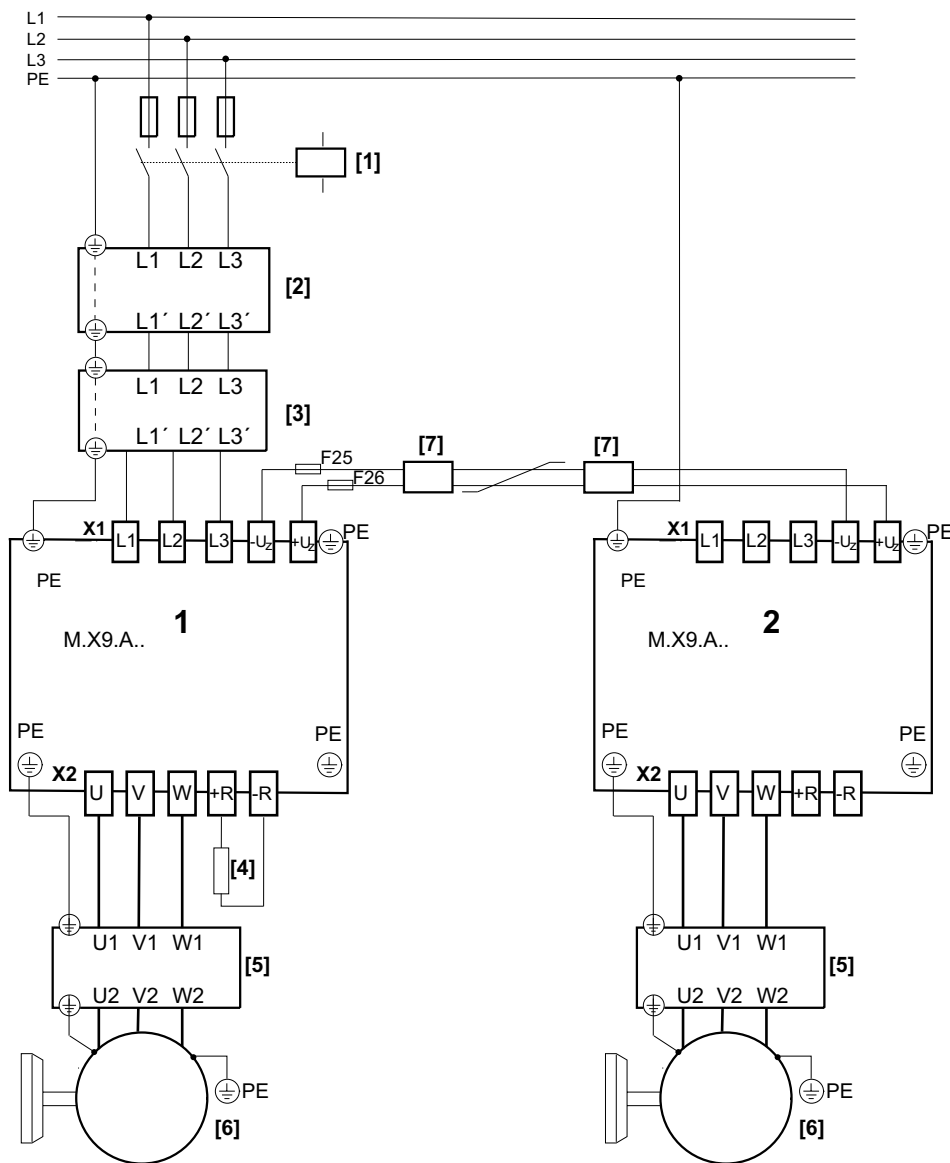 L1
L2
L3
PE
[1]
L1 L2 L3
[2]
L1´ L2´ L3´
L1 L2 L3
[3]
L1´ L2´ L3´
F25
F26
[7]
[7]
X1
L1
L2
L3
-Uz
+Uz
PE
PE
1
M.X9.A..
PE
PE
X2
U
V
W
+R
-R
[4]
U1 V1 W1
[5]
U2 V2 W2
PE
[6]
X1
L1
L2
L3
-Uz
+Uz
PE
PE
2
M.X9.A..
PE
PE
X2
U
V
W
+R
-R
U1 V1 W1
[5]
U2 V2 W2
PE
[6]